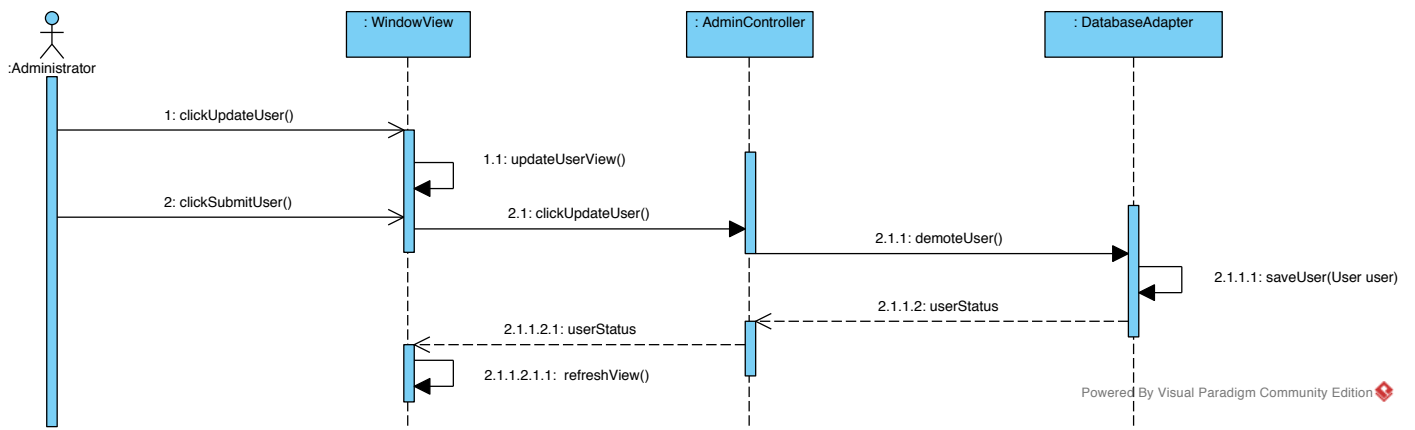 : WindowView
: AdminController
: DatabaseAdapter
:Administrator
1: clickUpdateUser()
1.1: updateUserView()
2: clickSubmitUser()
2.1: clickUpdateUser()
2.1.1: demoteUser()
2.1.1.1: saveUser(User user)
2.1.1.2: userStatus
2.1.1.2.1: userStatus
2.1.1.2.1.1:  refreshView()
Powered By Visual Paradigm Community Edition